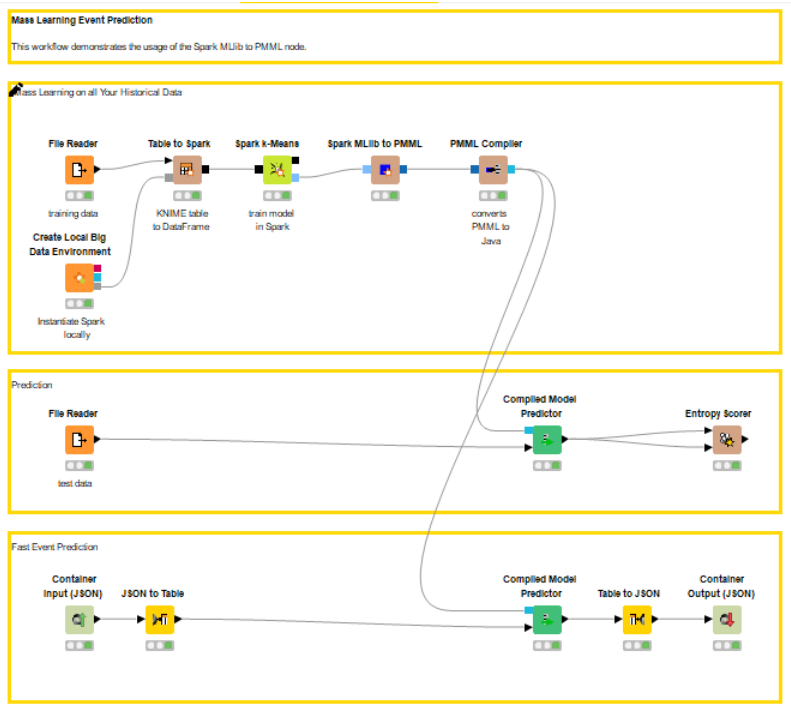 Mass Learning Event Prediction
This workflow demonstrates the usage of the Spark MLlib to PMML node.
Mass Learning on all Your Historical Data
File Reader
Table to Spark
Spark k-Means
Spark MLlib to PMML
PMML Compiler
training data
KNIME table
to DataFrame
train model
in Spark
converts
PMML to
Java
Create Local Big
Data Environment
Instantiate Spark
locally
Prediction
File Reader
Compiled Model
Predictor
Entropy Scorer
test data
Fast Event Prediction
Container
Input (JSON)
JSON to Table
Compiled Model
Predictor
Table to JSON
Container
Output (JSON)